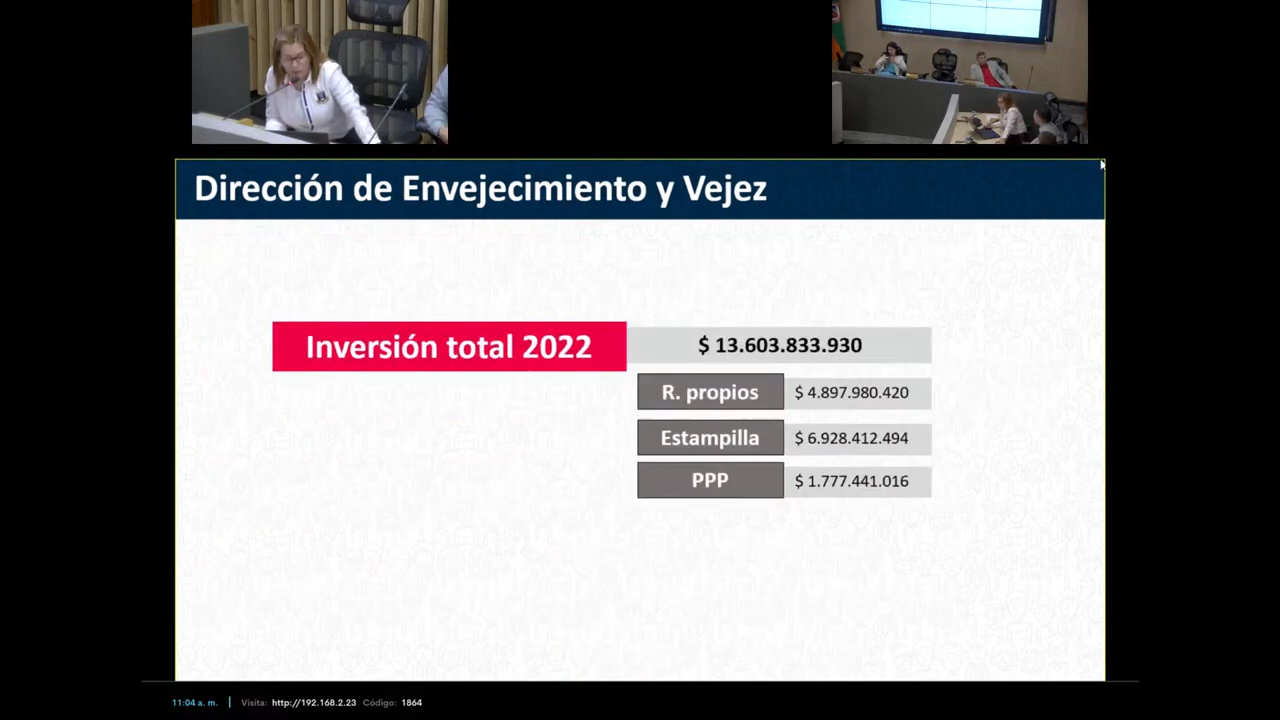 Dirección de Envejecimiento y Vejez
Inversión total 2022
$ 13.603.833.930
R. propios
$ 4.897.980.420
Estampilla
$ 6.928.412.494
PPP
$ 1.777.441.016
11:04 a. m. | Visita: http://192.168.2.23 Código: 1864